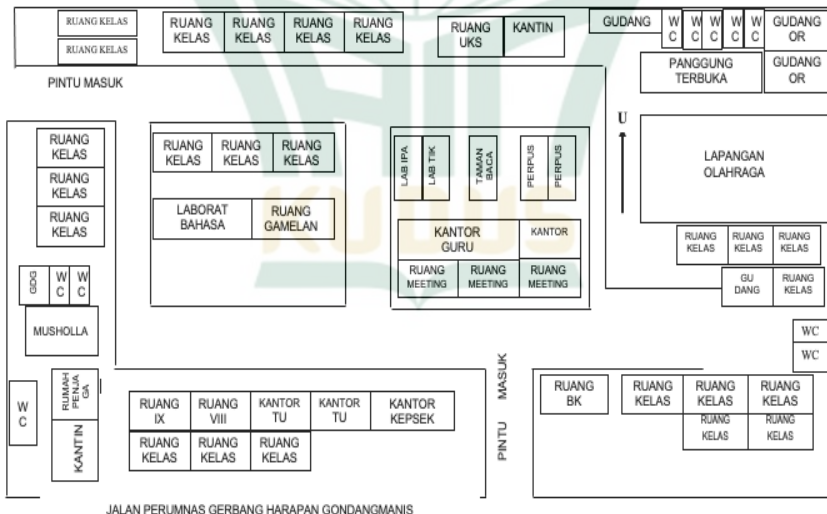 RUANG KELAS
RUANG KELAS
RUANG
KELAS
RUANG
KELAS
RUANG
KELAS
RUANG
KELAS
RUANG
UKS
KANTIN
GUDANG
W
C
W
C
W
C
W
C
W
C
GUDANG
OR
PANGGUNG
TERBUKA
GUDANG
OR
PINTU MASUK
U
RUANG
KELAS
RUANG
KELAS
RUANG
KELAS
RUANG
KELAS
RUANG
KELAS
RUANG
KELAS
LABORAT
BAHASA
RUANG
GAMELAN
LAB IPA
LAB TIK
TAMAN
BACA
PERPUS
PERPUS
KANTOR
GURU
KANTOR
RUANG
MEETING
RUANG
MEETING
RUANG
MEETING
KUDUS
LAPANGAN
OLAHRAGA
RUANG
KELAS
RUANG
KELAS
RUANG
KELAS
GU
DANG
RUANG
KELAS
GDG
W
C
W
C
MUSHOLLA
WC
WC
W
C
RUMAH
PENJA
GA
KANTIN
RUANG
IX
RUANG
VIII
KANTOR
TU
KANTOR
TU
KANTOR
KEPSEK
RUANG
KELAS
RUANG
KELAS
RUANG
KELAS
PINTU MASUK
RUANG
BK
RUANG
KELAS
RUANG
KELAS
RUANG
KELAS
RUANG
KELAS
RUANG
KELAS
JALAN PERUMNAS GERBANG HARAPAN GONDANGMANIS